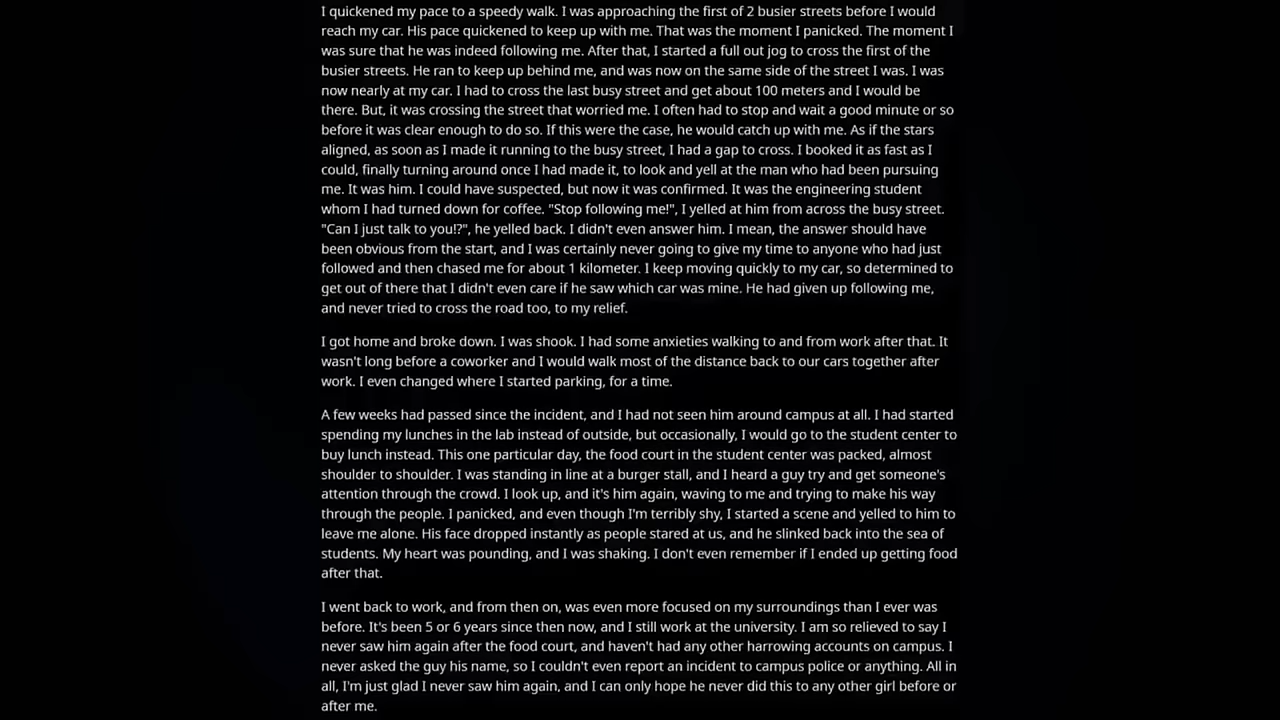 I quickened my pace to a speedy walk. I was approaching the first of 2 busier streets before I would
reach my car. His pace quickened to keep up with me. That was the moment I panicked. The moment I
was sure that he was indeed following me. After that, I started a full out jog to cross the first of the
busier streets. He ran to keep up behind me, and was now on the same side of the street I was. I was
now nearly at my car. I had to cross the last busy street and get about 100 meters and I would be
there. But, it was crossing the street that worried me. I often had to stop and wait a good minute or so
before it was clear enough to do so. If this were the case, he would catch up with me. As if the stars
aligned, as soon as I made it running to the busy street, I had a gap to cross. I booked it as fast as I
could, finally turning around once I had made it, to look and yell at the man who had been pursuing
me. It was him. I could have suspected, but now it was confirmed. It was the engineering student
whom I had turned down for coffee. "Stop following me!", I yelled at him from across the busy street.
"Can I just talk to you!?", he yelled back. I didn't even answer him. I mean, the answer should have
been obvious from the start, and I was certainly never going to give my time to anyone who had just
followed and then chased me for about 1 kilometer. I keep moving quickly to my car, so determined to
get out of there that I didn't even care if he saw which car was mine. He had given up following me,
and never tried to cross the road too, to my relief.
I got home and broke down. I was shook. I had some anxieties walking to and from work after that. It
wasn't long before a coworker and I would walk most of the distance back to our cars together after
work. I even changed where I started parking, for a time.
A few weeks had passed since the incident, and I had not seen him around campus at all. I had started
spending my lunches in the lab instead of outside, but occasionally, I would go to the student center to
buy lunch instead. This one particular day, the food court in the student center was packed, almost
shoulder to shoulder. I was standing in line at a burger stall, and I heard a guy try and get someone's
attention through the crowd. I look up, and it's him again, waving to me and trying to make his way
through the people. I panicked, and even though I'm terribly shy, I started a scene and yelled to him to
leave me alone. His face dropped instantly as people stared at us, and he slinked back into the sea of
students. My heart was pounding, and I was shaking. I don't even remember if I ended up getting food
after that.
I went back to work, and from then on, was even more focused on my surroundings than I ever was
before. It's been 5 or 6 years since then now, and I still work at the university. I am so relieved to say I
never saw him again after the food court, and haven't had any other harrowing accounts on campus. I
never asked the guy his name, so I couldn't even report an incident to campus police or anything. All in
all, I'm just glad I never saw him again, and I can only hope he never did this to any other girl before or
after me.